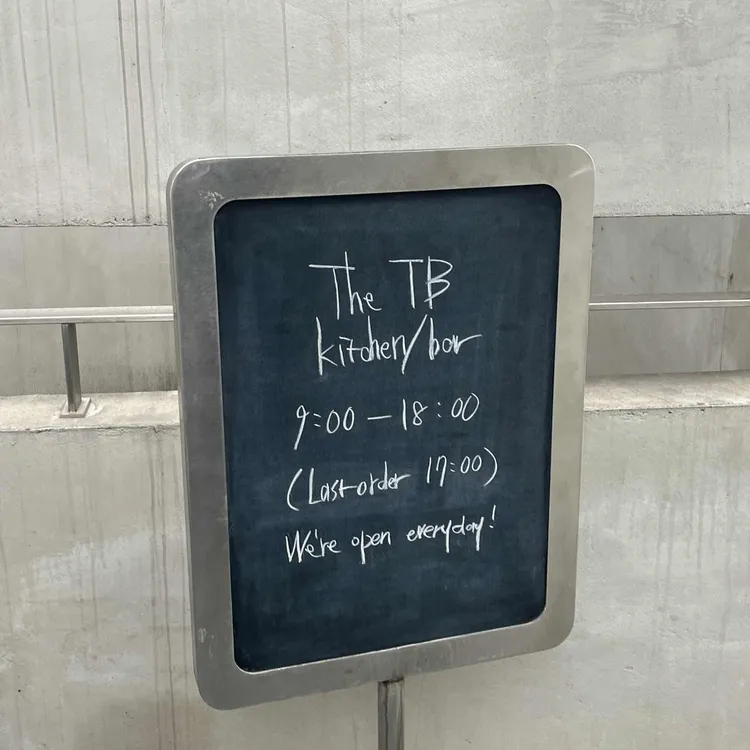 The TB
kitchen/bar
9:00 — 18:00
(Last order 17:00)
We're open everyday!